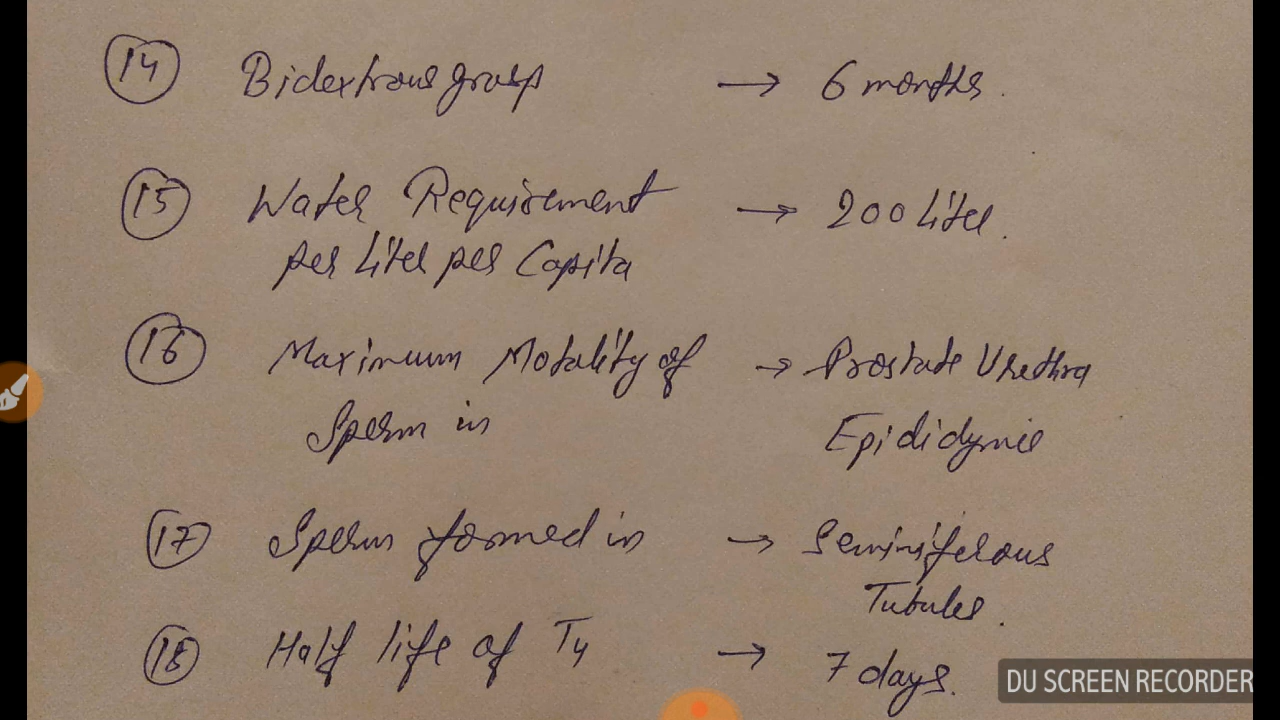 14 Bidextrous grasp → 6 months.
15 Water Requirement → 200 liter.
per liter per Capita
16 Maximum Motality of → Prostate Urethra
Sperm in Epididymis
17 Sperm formed in → Seminiferous
Tubules.
18 Half life of T4 → 7 days.
DU SCREEN RECORDER